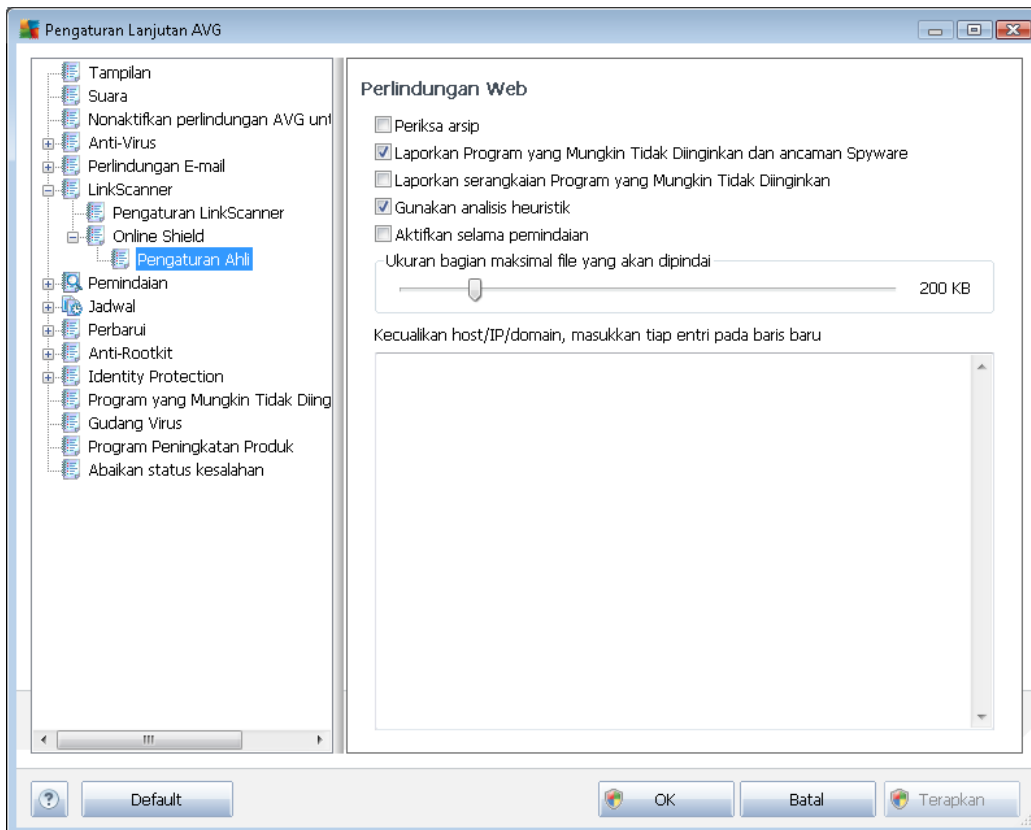 Pengaturan Lanjutan AVG
Tampilan
Suara
Nonaktifkan perlindungan AVG unt
Anti-Virus
Perlindungan E-mail
LinkScanner
Pengaturan LinkScanner
Online Shield
Pengaturan Ahli
Pemindaian
Jadwal
Perbarui
Anti-Rootkit
Identity Protection
Program yang Mungkin Tidak Diing
Gudang Virus
Program Peningkatan Produk
Abaikan status kesalahan
Perlindungan Web
Periksa arsip
Laporkan Program yang Mungkin Tidak Diinginkan dan ancaman Spyware
Laporkan serangkaian Program yang Mungkin Tidak Diinginkan
Gunakan analisis heuristik
Aktifkan selama pemindaian
Ukuran bagian maksimal file yang akan dipindai
200 KB
Kecualikan host/IP/domain, masukkan tiap entri pada baris baru
? Default OK Batal Terapkan